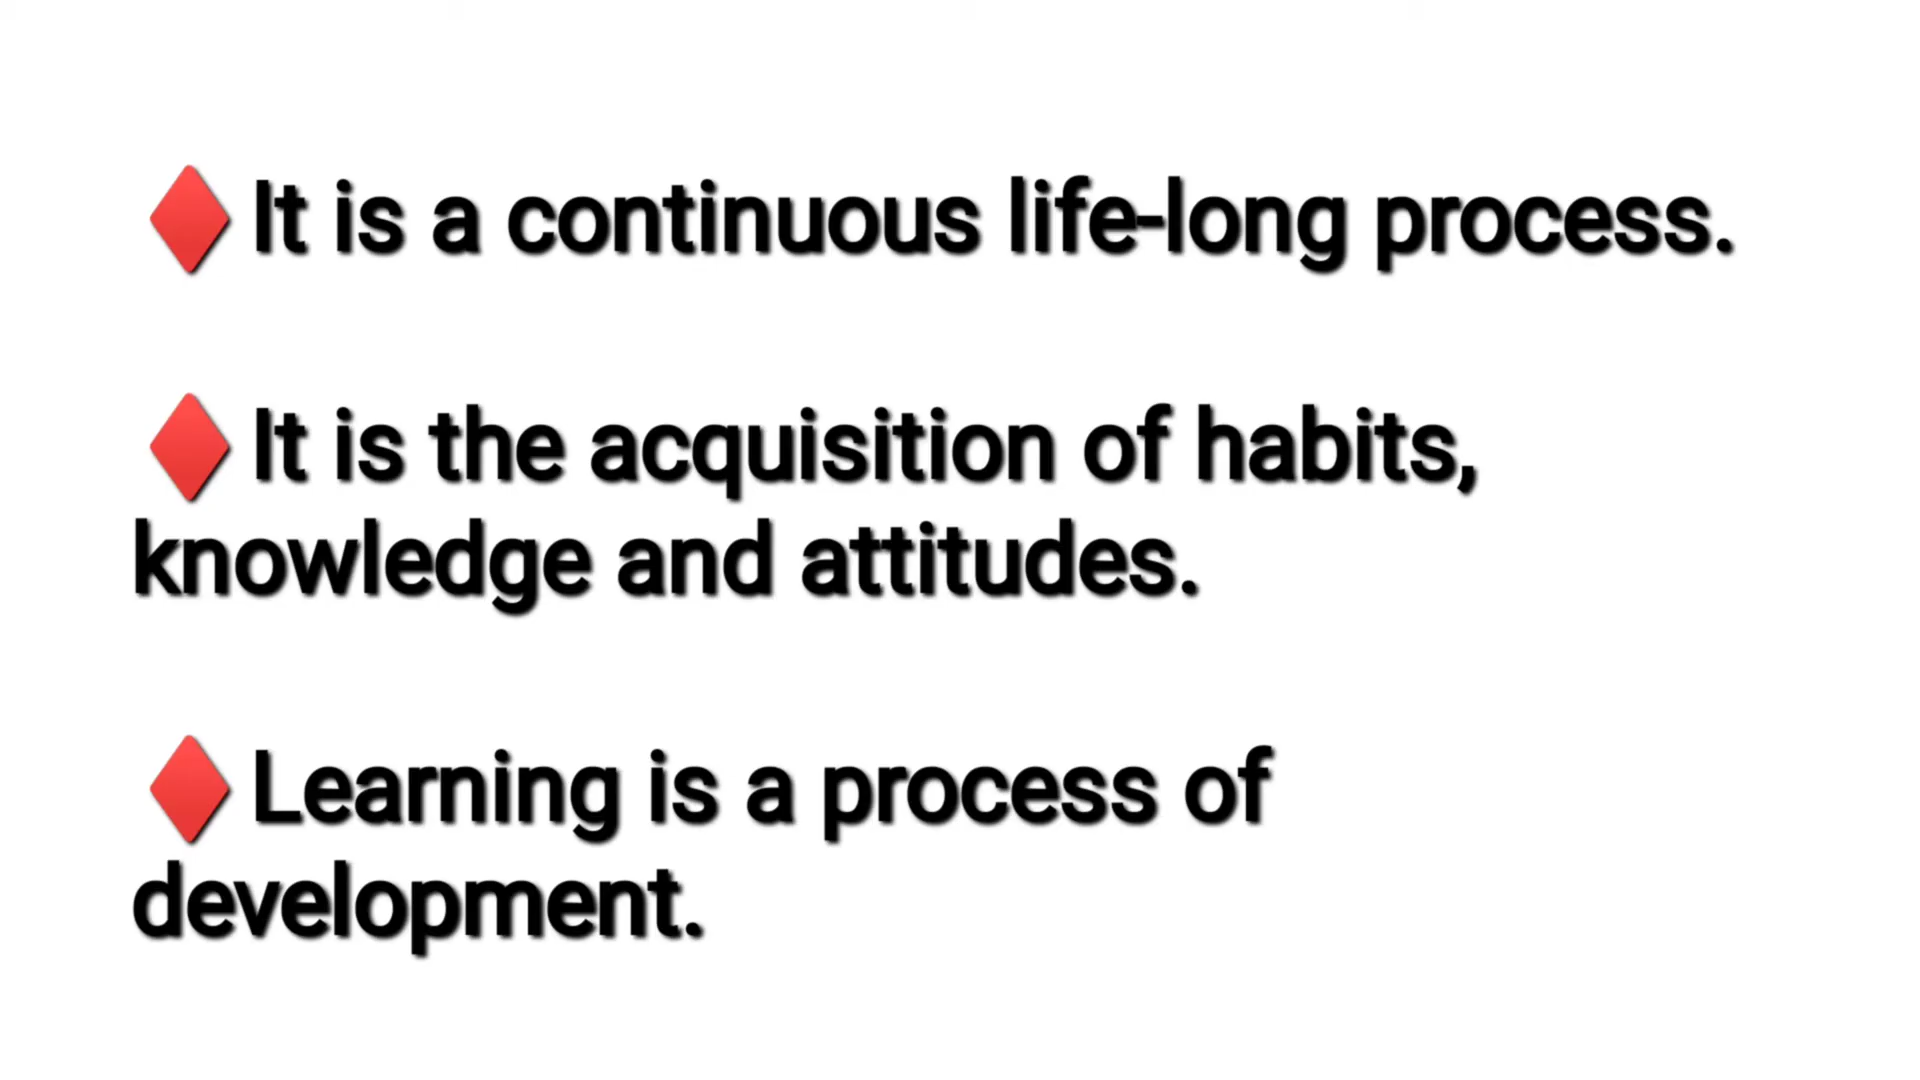 ♦️It is a continuous life-long process.
♦️It is the acquisition of habits,
knowledge and attitudes.
♦️Learning is a process of
development.